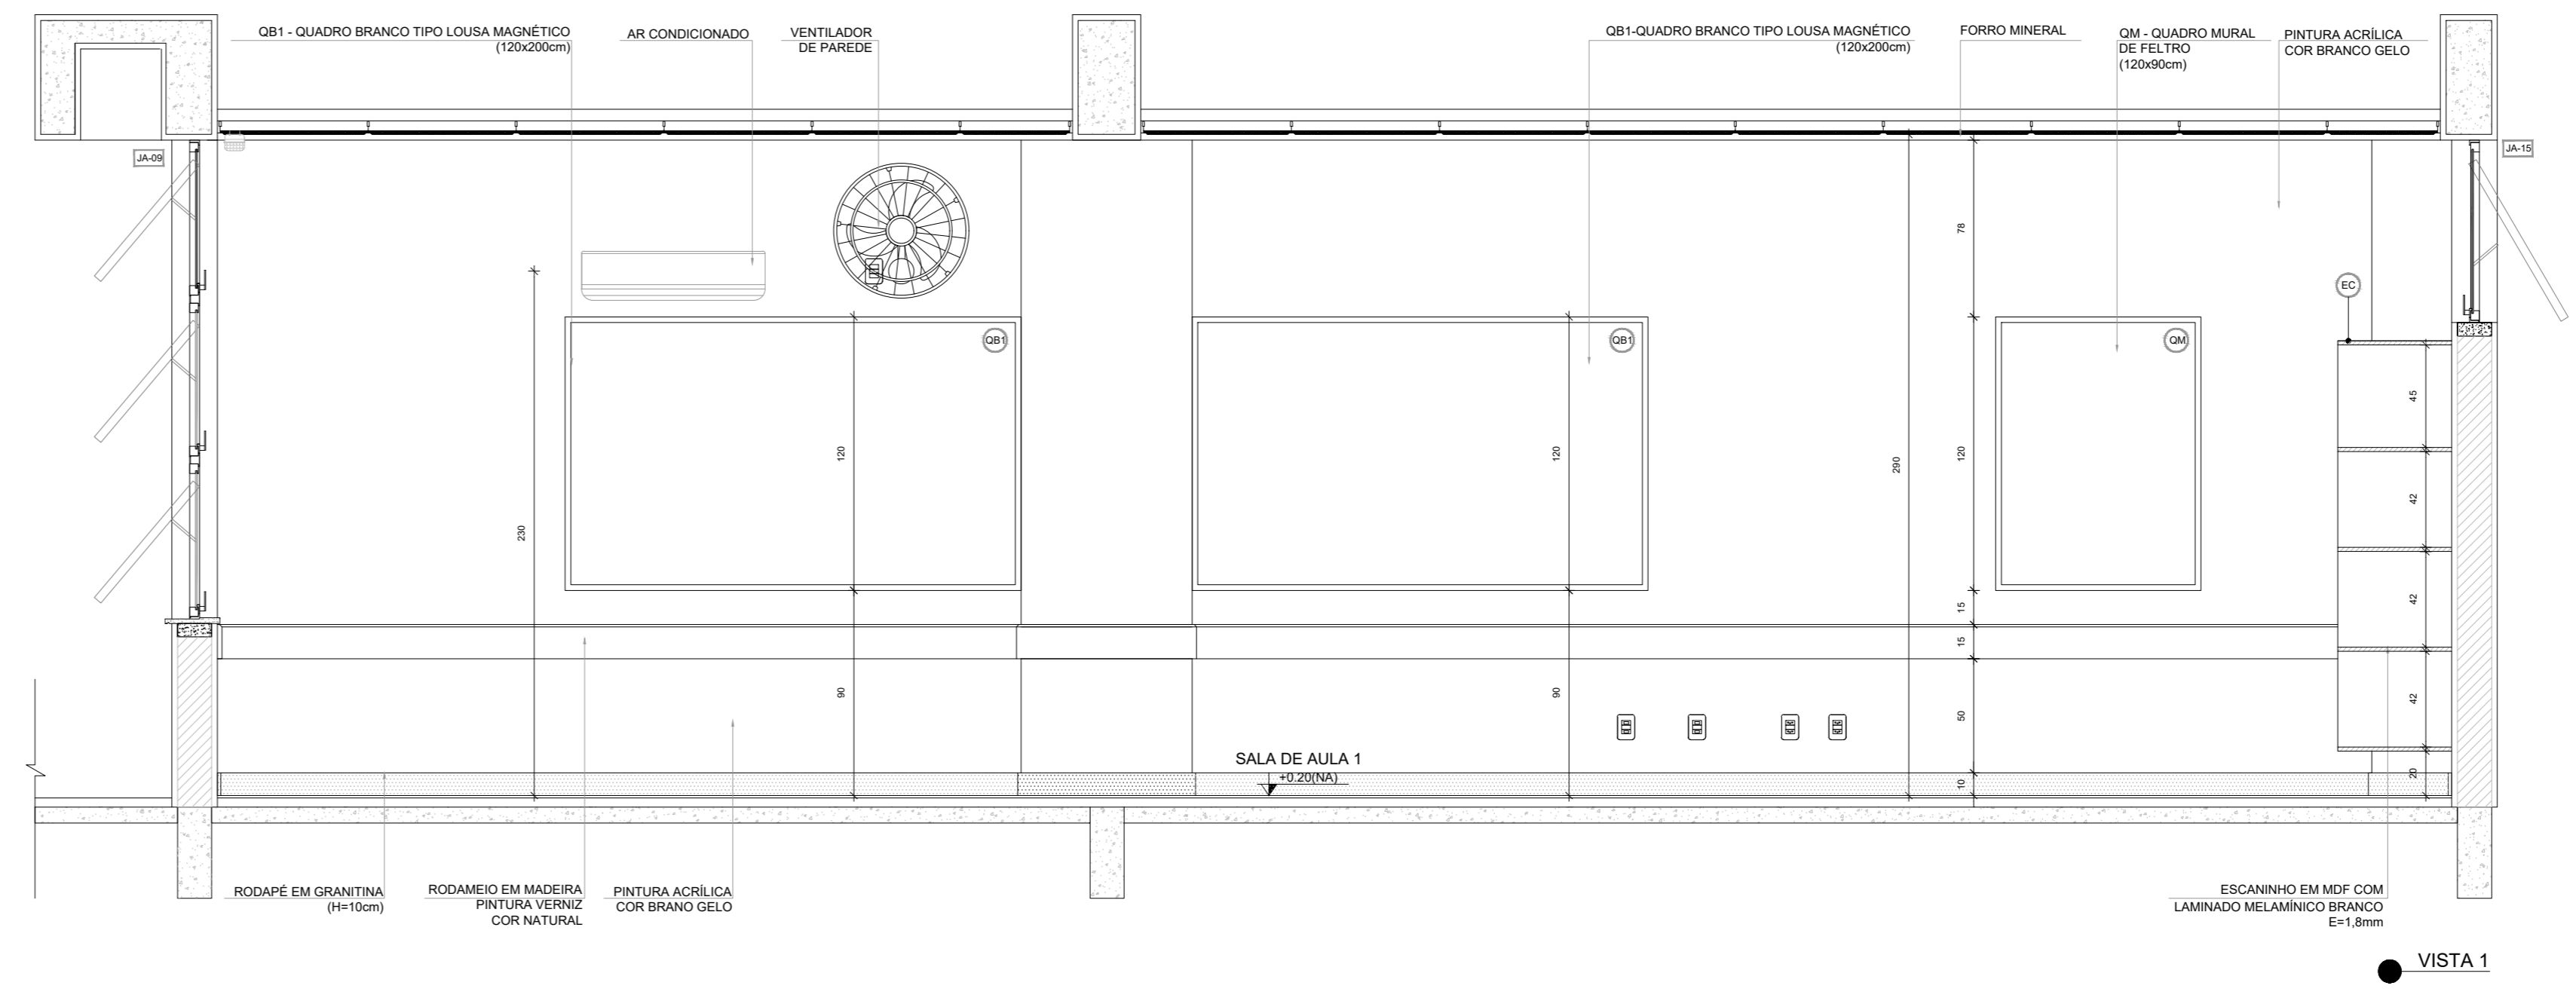 QB1 - QUADRO BRANCO TIPO LOUSA MAGNÉTICO
(120x200cm)
AR CONDICIONADO
VENTILADOR
DE PAREDE
QB1-QUADRO BRANCO TIPO LOUSA MAGNÉTICO
(120x200cm)
FORRO MINERAL
QM - QUADRO MURAL
DE FELTRO
(120x90cm)
PINTURA ACRÍLICA
COR BRANCO GELO
JA-09
JA-15
78
EC
QB1
QB1
QM
45
120
120
290
120
42
230
42
15
15
90
90
50
42
SALA DE AULA 1
+0.20(NA)
10
20
RODAPÉ EM GRANITINA
(H=10cm)
RODAMEIO EM MADEIRA
PINTURA VERNIZ
COR NATURAL
PINTURA ACRÍLICA
COR BRANO GELO
ESCANINHO EM MDF COM
LAMINADO MELAMÍNICO BRANCO
E=1,8mm
VISTA 1